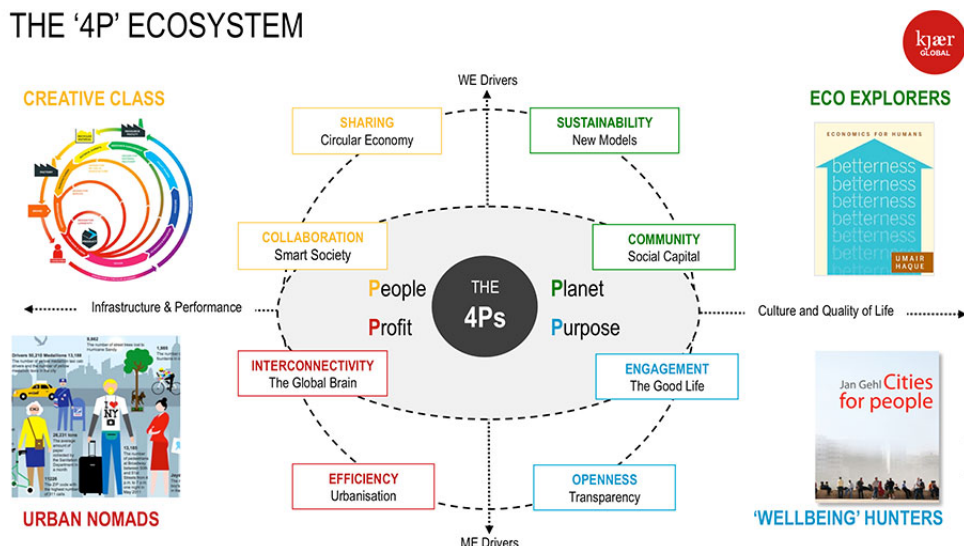 THE '4P' ECOSYSTEM
kjær
GLOBAL
CREATIVE CLASS
WE Drivers
ECO EXPLORERS
SHARING
Circular Economy
SUSTAINABILITY
New Models
ECONOMICS FOR HUMANS
betterness
betterness
betterness
betterness
betterness
betterness
UMAIR
HAQUE
COLLABORATION
Smart Society
COMMUNITY
Social Capital
People
THE
4Ps
Planet
Profit
Purpose
Infrastructure & Performance
Culture and Quality of Life
INTERCONNECTIVITY
The Global Brain
ENGAGEMENT
The Good Life
I NY
Jan Gehl Cities
for people
EFFICIENCY
Urbanisation
OPENNESS
Transparency
URBAN NOMADS
'WELLBEING' HUNTERS
ME Drivers